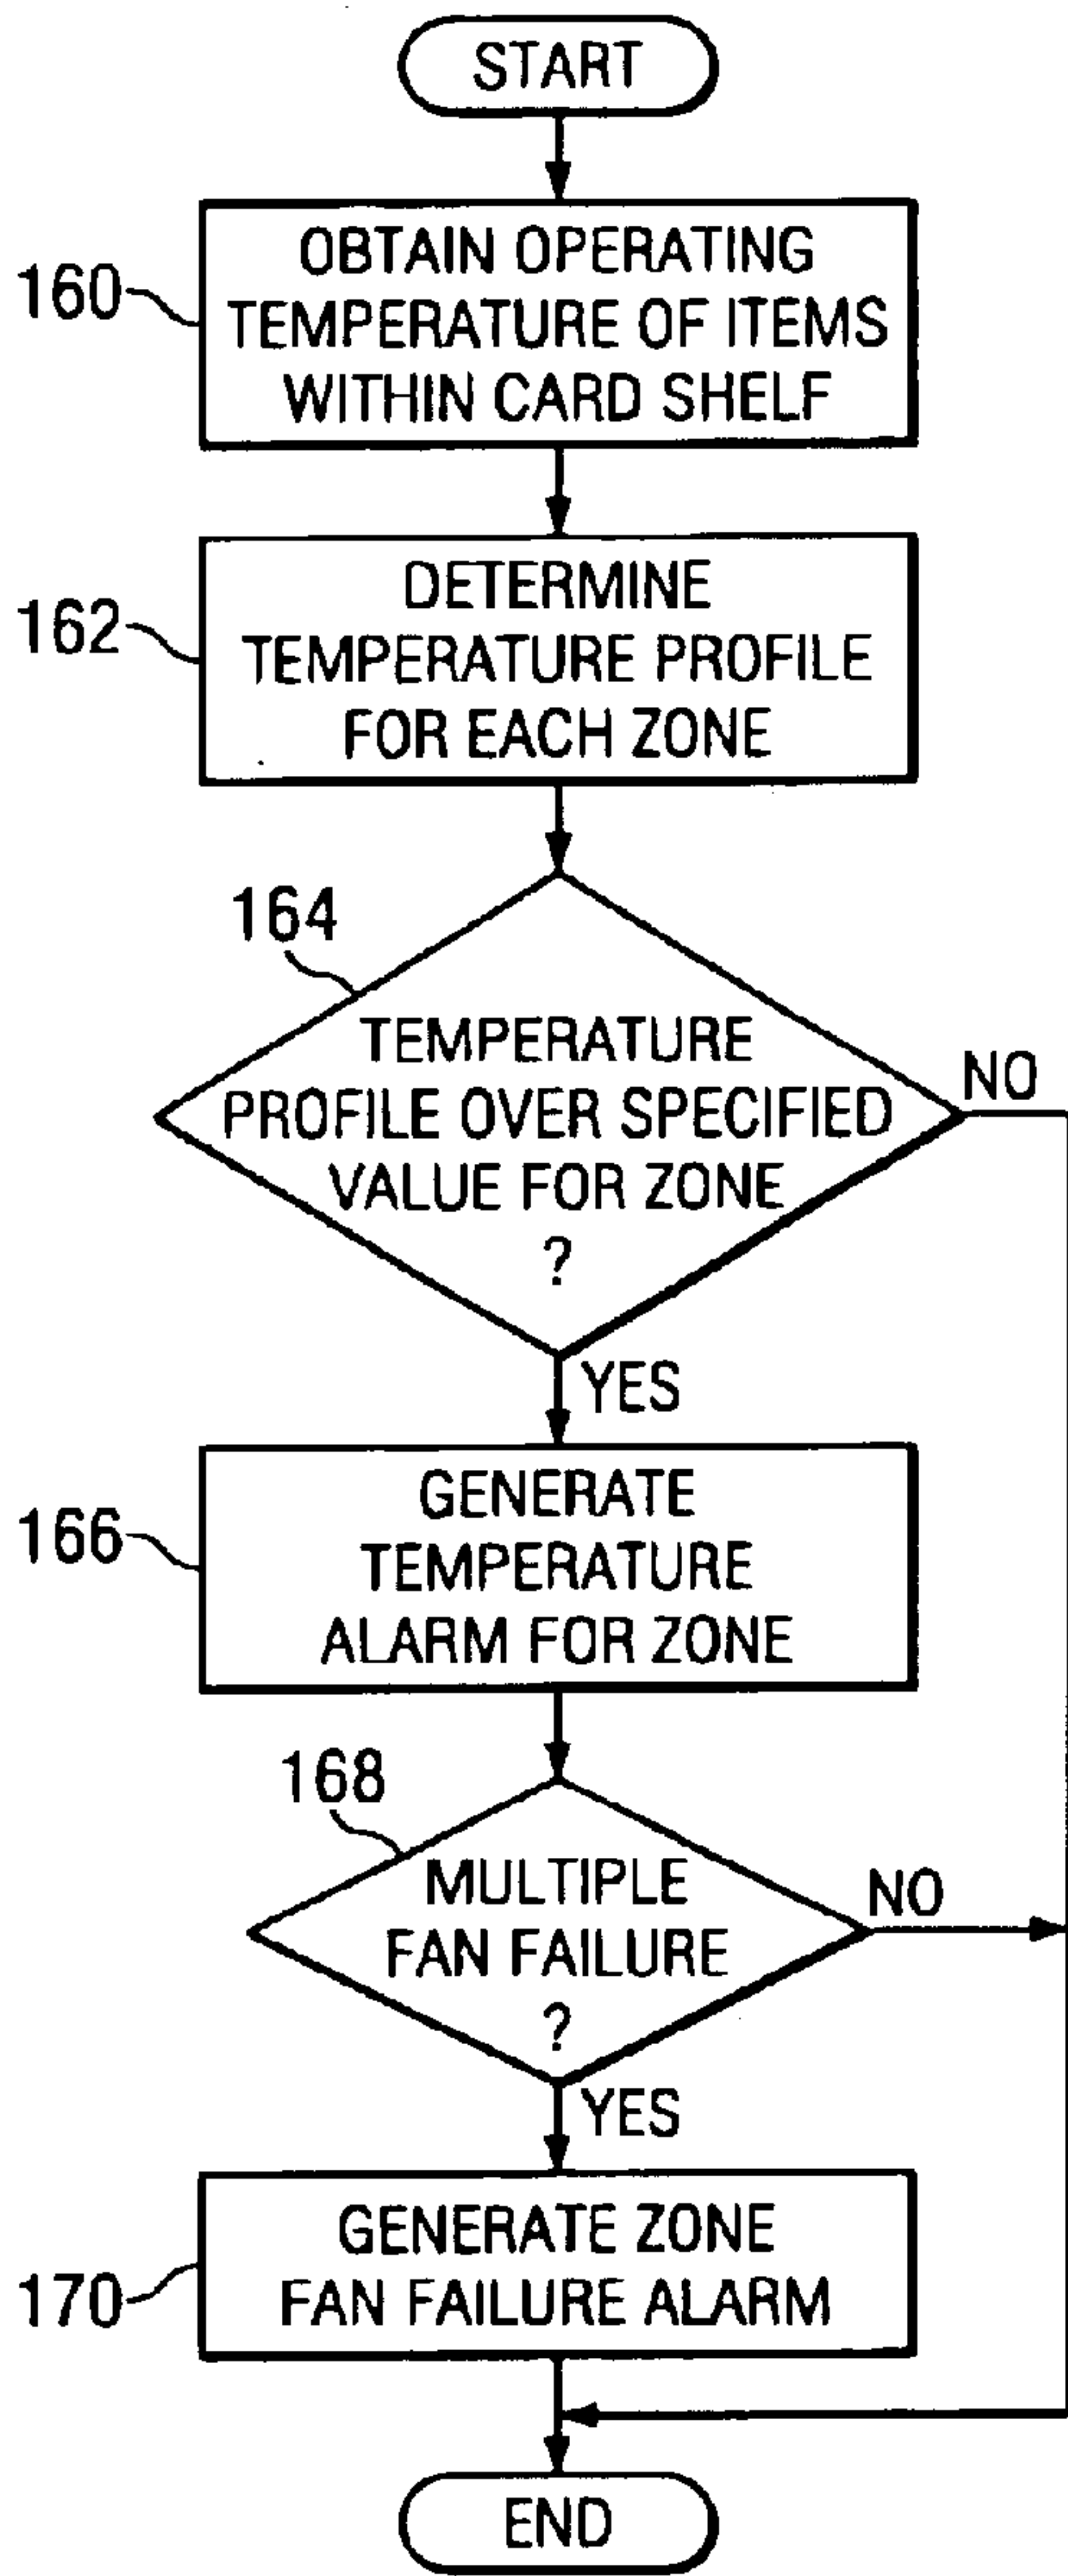 START
160
OBTAIN OPERATING
TEMPERATURE OF ITEMS
WITHIN CARD SHELF
162
DETERMINE
TEMPERATURE PROFILE
FOR EACH ZONE
164
TEMPERATURE
PROFILE OVER SPECIFIED
VALUE FOR ZONE
?
NO
YES
166
GENERATE
TEMPERATURE
ALARM FOR ZONE
168
MULTIPLE
FAN FAILURE
?
NO
YES
170
GENERATE ZONE
FAN FAILURE ALARM
END